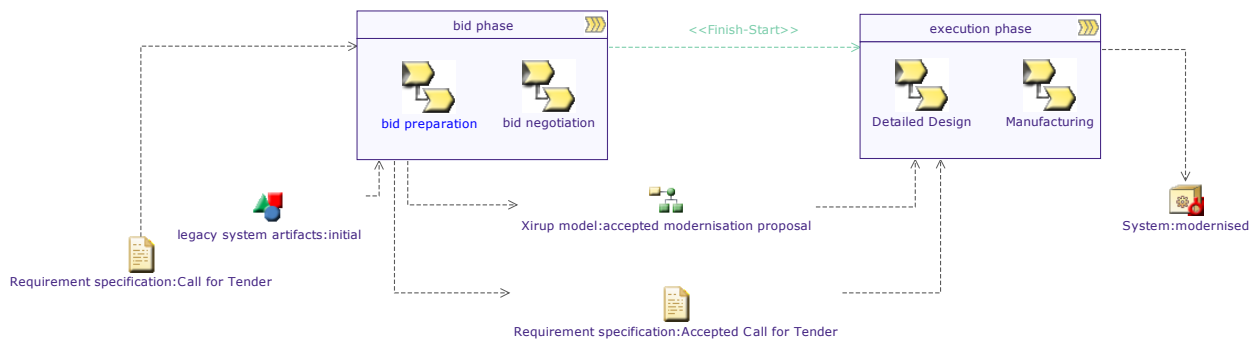 bid phase
<<Finish-Start>>
execution phase
bid preparation
bid negotiation
Detailed Design
Manufacturing
legacy system artifacts:initial
Xirup model:accepted modernisation proposal
System:modernised
Requirement specification:Call for Tender
Requirement specification:Accepted Call for Tender